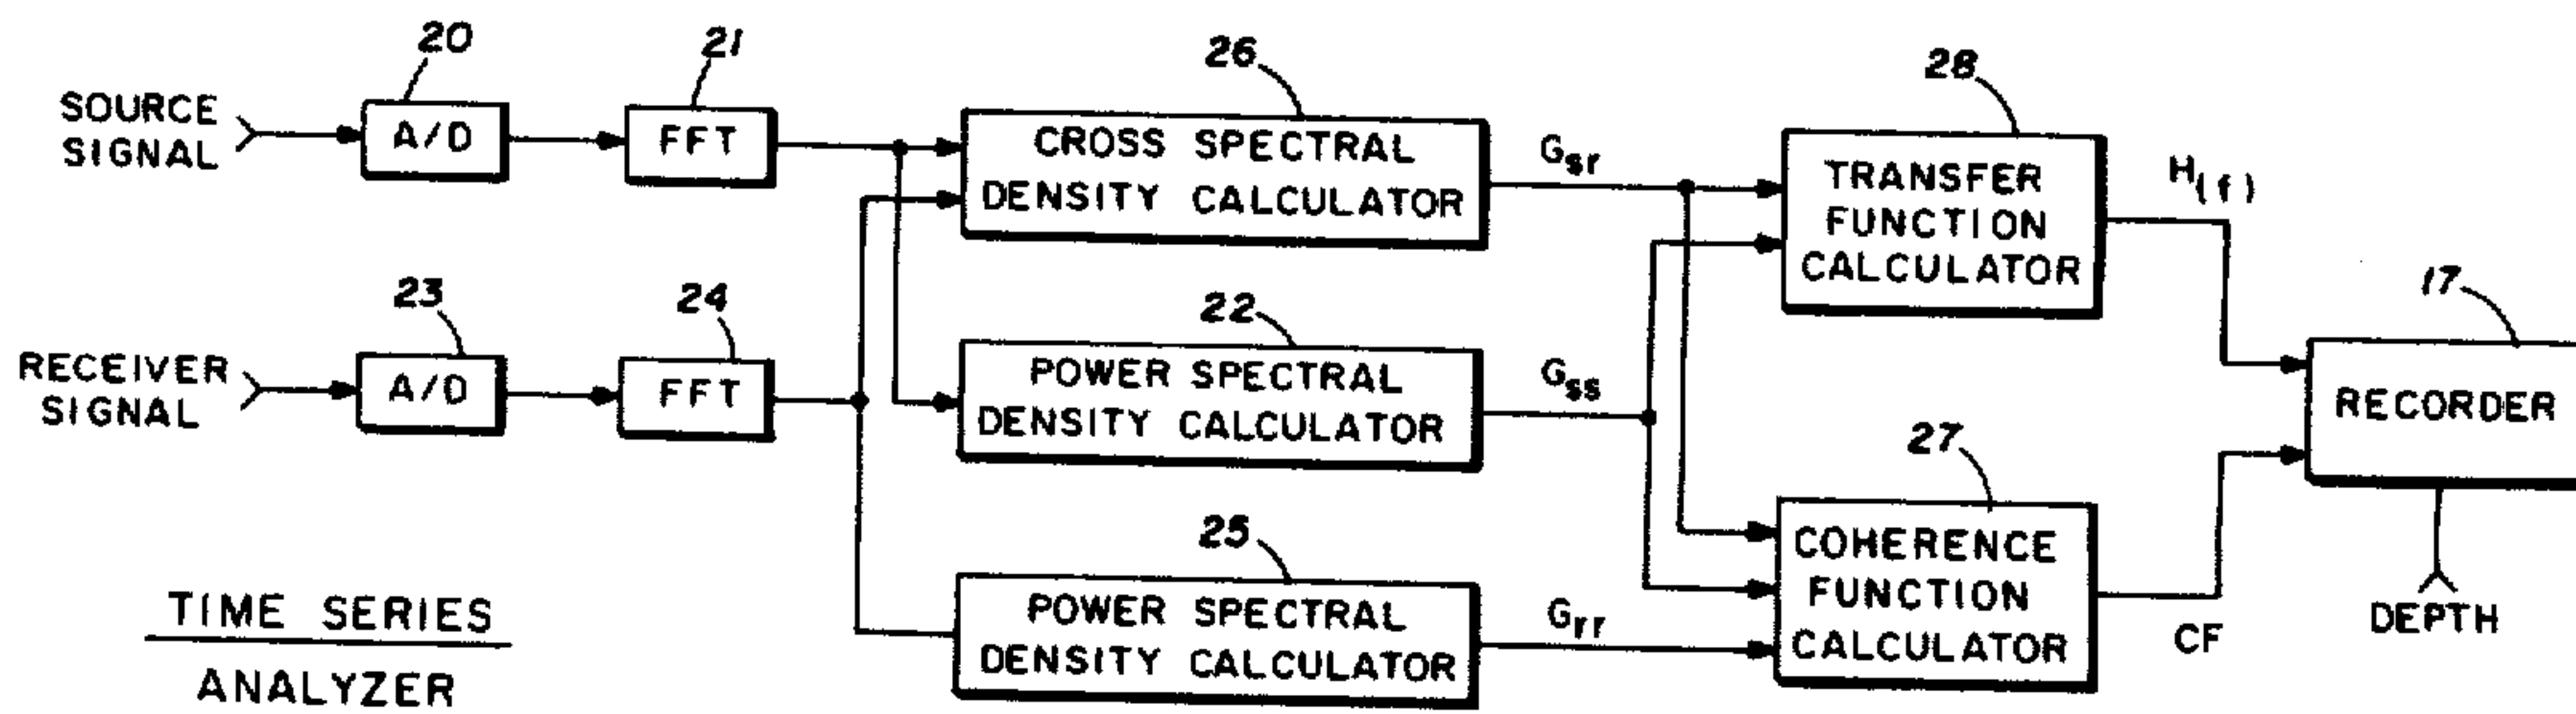 20
21
26
28
SOURCE
SIGNAL
A/D
FFT
CROSS SPECTRAL
DENSITY CALCULATOR
Gsr
TRANSFER
FUNCTION
CALCULATOR
H(f)
23
24
22
17
RECEIVER
SIGNAL
A/D
FFT
POWER SPECTRAL
DENSITY CALCULATOR
Gss
RECORDER
27
25
POWER SPECTRAL
DENSITY CALCULATOR
Grr
COHERENCE
FUNCTION
CALCULATOR
CF
DEPTH
TIME SERIES
ANALYZER